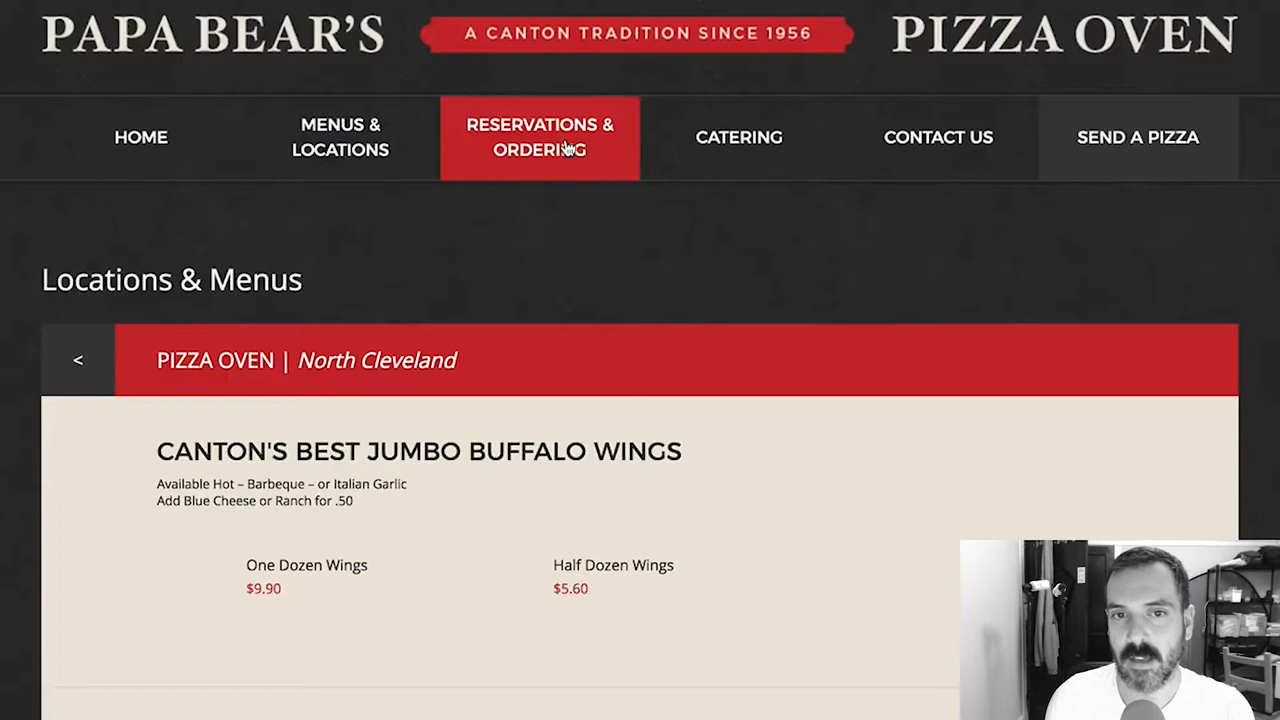 PAPA BEAR'S
A CANTON TRADITION SINCE 1956
PIZZA OVEN
HOME
MENUS &
LOCATIONS
RESERVATIONS &
ORDERING
CATERING
CONTACT US
SEND A PIZZA
Locations & Menus
<
PIZZA OVEN | North Cleveland
CANTON'S BEST JUMBO BUFFALO WINGS
Available Hot – Barbeque – or Italian Garlic
Add Blue Cheese or Ranch for .50
One Dozen Wings
$9.90
Half Dozen Wings
$5.60